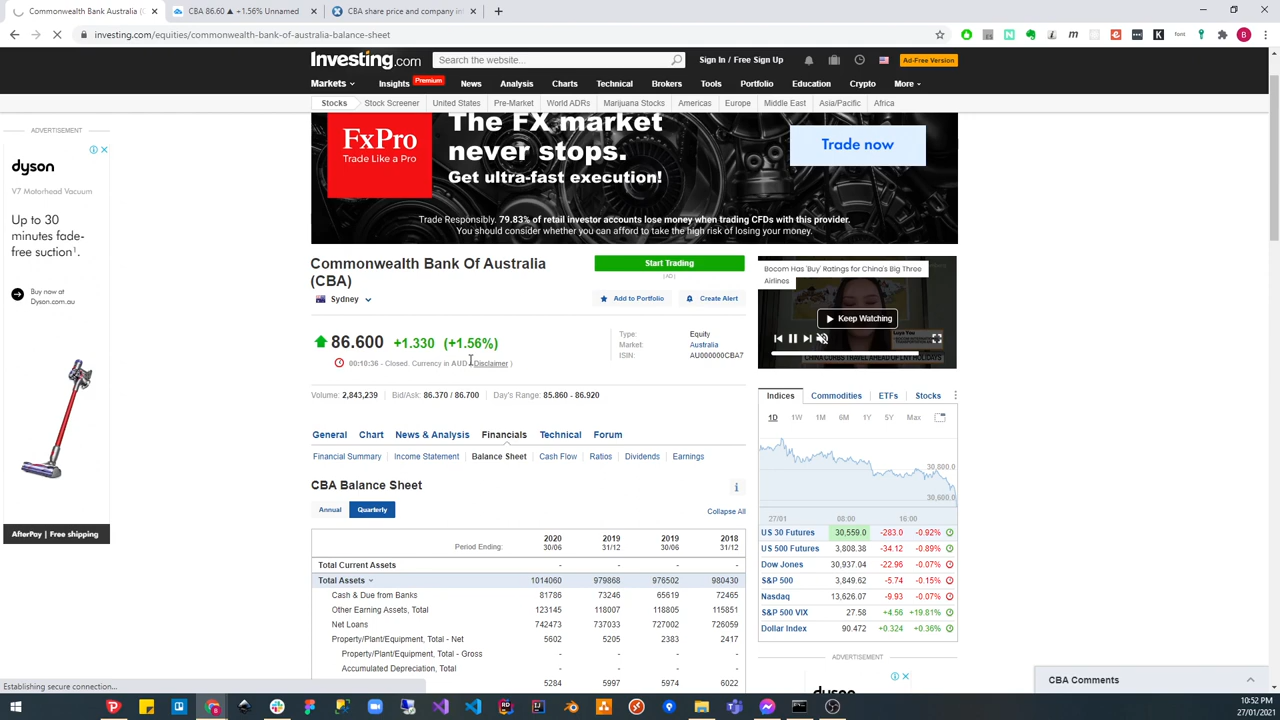 Commonwealth Bank Of Australia (B
CBA 86.60 ▲ +1.56% Unnamed
CBA share price and company in
investing.com/equities/commonwealth-bank-of-australia-balance-sheet
Investing.com
Search the website...
Sign In / Free Sign Up
Ad-Free Version
Markets
Insights
Premium
News
Analysis
Charts
Technical
Brokers
Tools
Portfolio
Education
Crypto
More
Stocks
Stock Screener
United States
Pre-Market
World ADRs
Marijuana Stocks
Americas
Europe
Middle East
Asia/Pacific
Africa
ADVERTISEMENT
dyson
V7 Motorhead Vacuum
Up to 30
minutes fade-
free suction¹.
Buy now at
Dyson.com.au
AfterPay | Free shipping
FxPro
Trade Like a Pro
The FX market
never stops.
Get ultra-fast execution!
Trade now
Trade Responsibly. 79.83% of retail investor accounts lose money when trading CFDs with this provider.
You should consider whether you can afford to take the high risk of losing your money.
Commonwealth Bank Of Australia
(CBA)
Start Trading
(AD)
Sydney
Add to Portfolio
Create Alert
86.600 +1.330 (+1.56%)
00:10:36 - Closed. Currency in AUD
Disclaimer )
Type: Equity
Market: Australia
ISIN: AU000000CBA7
Volume: 2,843,239
Bid/Ask: 86.370 / 86.700
Day's Range: 85.860 - 86.920
General
Chart
News & Analysis
Financials
Technical
Forum
Financial Summary
Income Statement
Balance Sheet
Cash Flow
Ratios
Dividends
Earnings
CBA Balance Sheet
Annual
Quarterly
Collapse All
Period Ending:
2020 2019 2019 2018
30/06 31/12 30/06 31/12
Total Current Assets - - - -
Total Assets 1014060 979868 976502 980430
Cash & Due from Banks 81786 73246 65619 72465
Other Earning Assets, Total 123145 118007 118805 115851
Net Loans 742473 737033 727002 726059
Property/Plant/Equipment, Total - Net 5602 5205 2383 2417
Property/Plant/Equipment, Total - Gross - - - -
Accumulated Depreciation, Total - - - -
5284 5997 5974 6022
Bocom Has 'Buy' Ratings for China's Big Three
Airlines
Keep Watching
CHINA CURBS TRAVEL AHEAD OF LNY HOLIDAYS
Indices
Commodities
ETFs
Stocks
1D
1W
1M
6M
1Y
5Y
Max
30,800.0
30,600.0
27/01 08:00 16:00
US 30 Futures 30,559.0 -283.0 -0.92%
US 500 Futures 3,808.38 -34.12 -0.89%
Dow Jones 30,937.04 -22.96 -0.07%
S&P 500 3,849.62 -5.74 -0.15%
Nasdaq 13,626.07 -9.93 -0.07%
S&P 500 VIX 27.58 +4.56 +19.81%
Dollar Index 90.472 +0.324 +0.36%
ADVERTISEMENT
dyson
CBA Comments
Establishing secure connection...
10:52 PM
27/01/2021